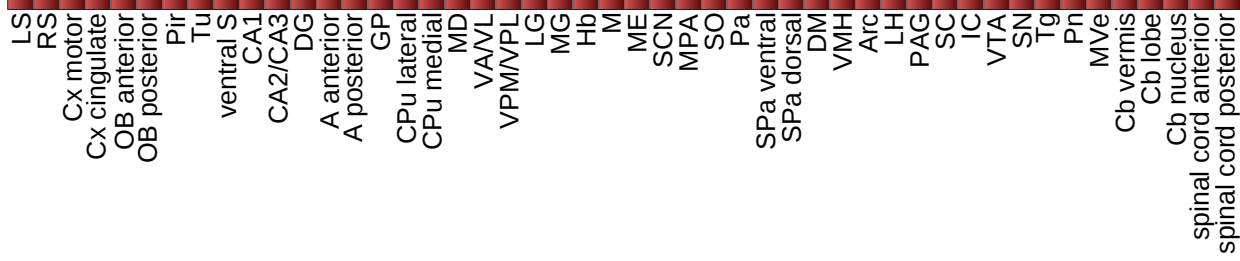 LS
RS
Cx motor
Cx cingulate
OB anterior
OB posterior
Pir
Tu
ventral S
CA1
CA2/CA3
DG
A anterior
A posterior
GP
CPu lateral
CPu medial
MD
VA/VL
VPM/VPL
LG
MG
Hb
M
ME
SCN
MPA
SO
Pa
SPa ventral
SPa dorsal
DM
VMH
Arc
LH
PAG
SC
IC
VTA
SN
Tg
Pn
MVe
Cb vermis
Cb lobe
Cb nucleus
spinal cord anterior
spinal cord posterior